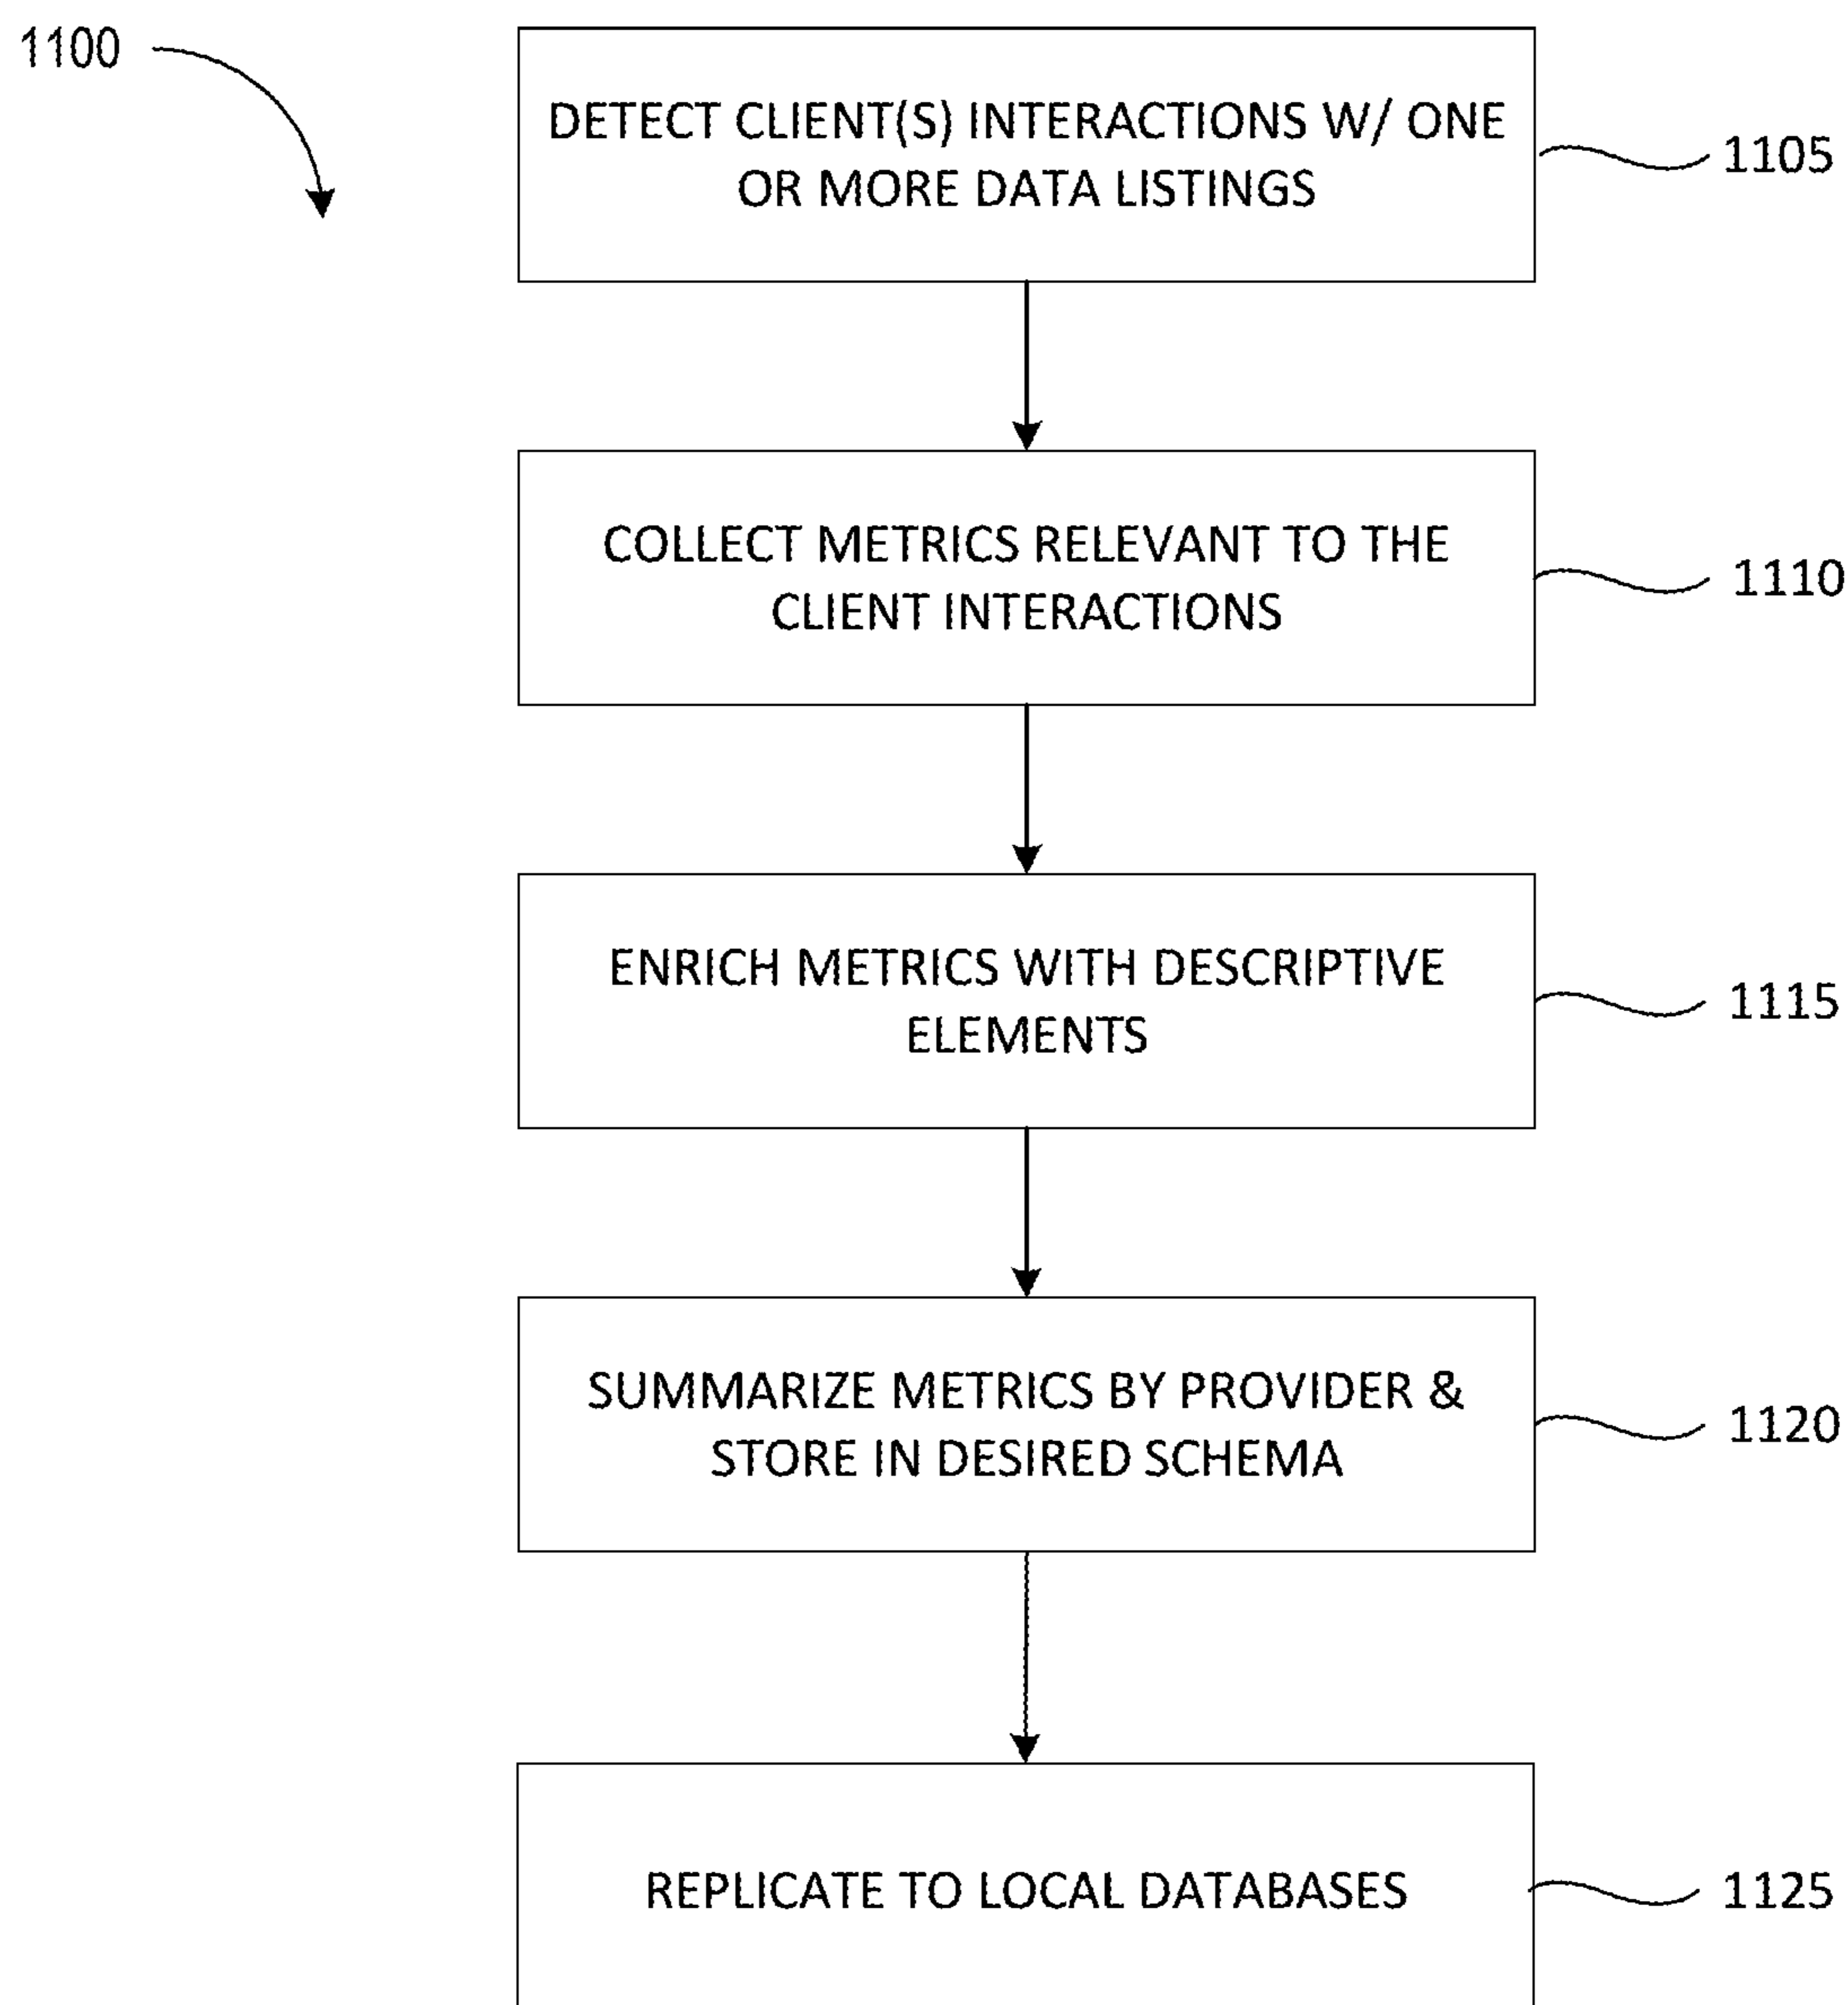 1100
DETECT CLIENT(S) INTERACTIONS W/ ONE
OR MORE DATA LISTINGS
1105
COLLECT METRICS RELEVANT TO THE
CLIENT INTERACTIONS
1110
ENRICH METRICS WITH DESCRIPTIVE
ELEMENTS
1115
SUMMARIZE METRICS BY PROVIDER &
STORE IN DESIRED SCHEMA
1120
REPLICATE TO LOCAL DATABASES
1125